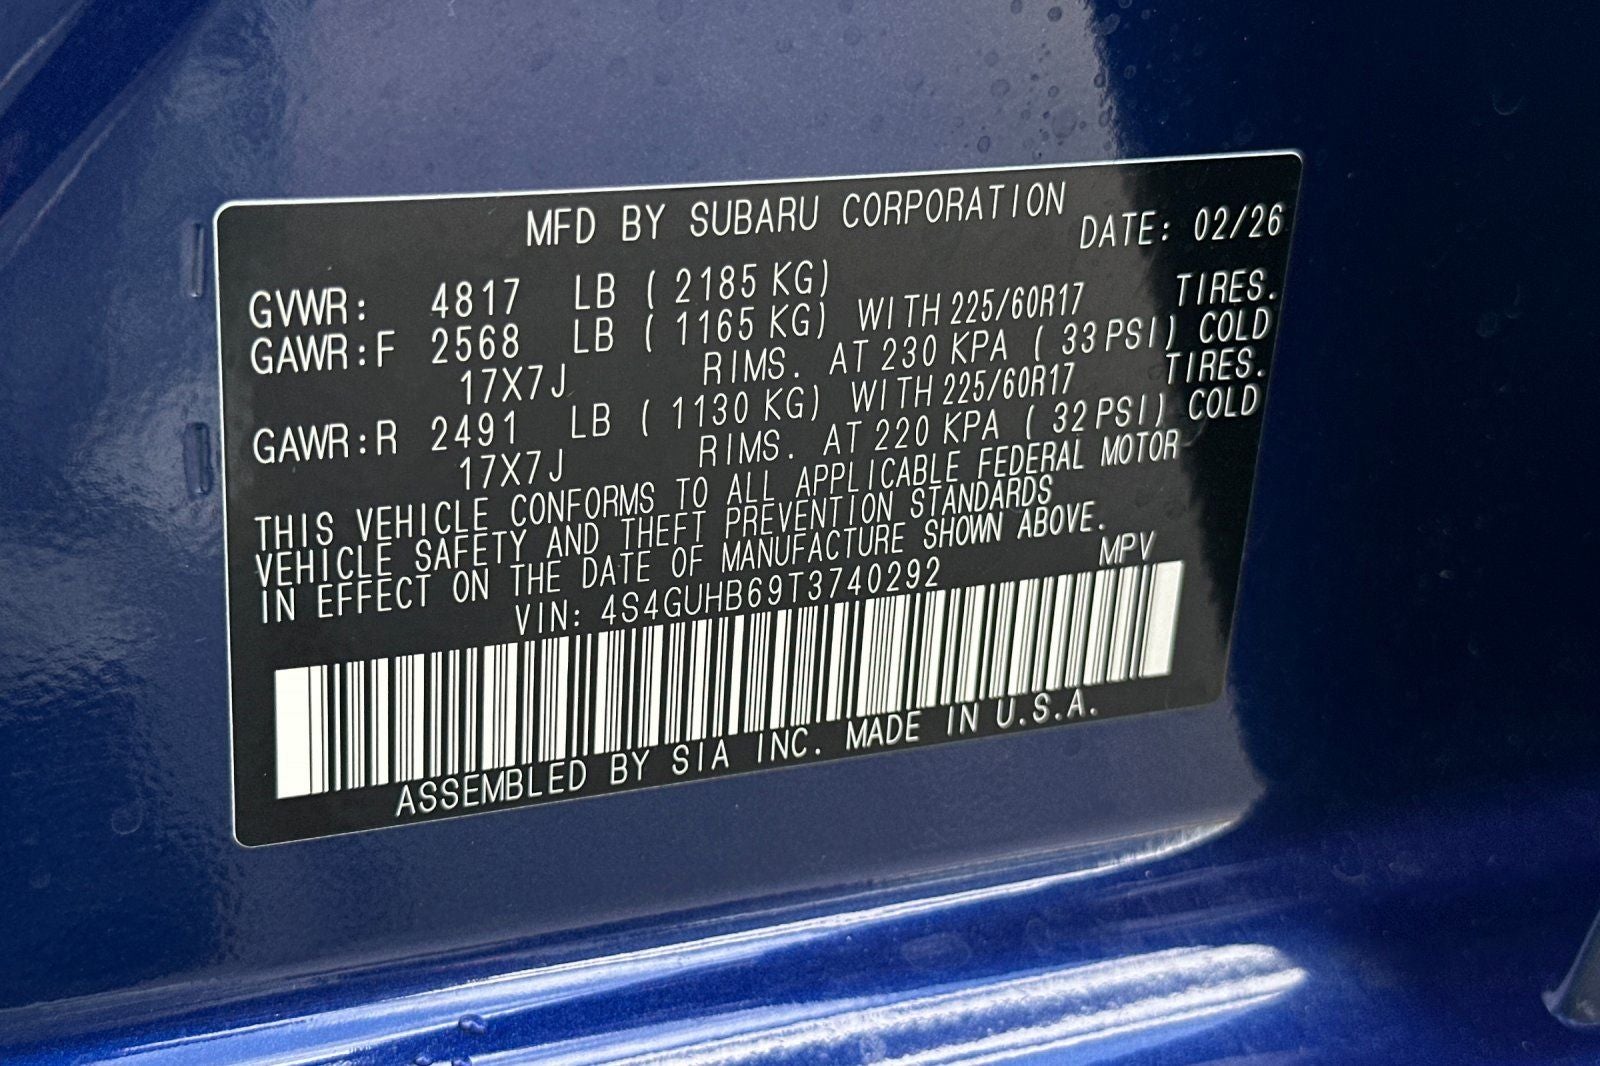 MFD BY SUBARU CORPORATION DATE: 02/26
GVWR: 4817 LB ( 2185 KG)
GAWR:F 2568 LB ( 1165 KG) WITH 225/60R17 TIRES.
17X7J RIMS. AT 230 KPA ( 33 PSI) COLD
GAWR:R 2491 LB ( 1130 KG) WITH 225/60R17 TIRES.
17X7J RIMS. AT 220 KPA ( 32 PSI) COLD
THIS VEHICLE CONFORMS TO ALL APPLICABLE FEDERAL MOTOR
VEHICLE SAFETY AND THEFT PREVENTION STANDARDS
IN EFFECT ON THE DATE OF MANUFACTURE SHOWN ABOVE.
VIN: 4S4GUHB69T3740292 MPV
ASSEMBLED BY SIA INC. MADE IN U.S.A.